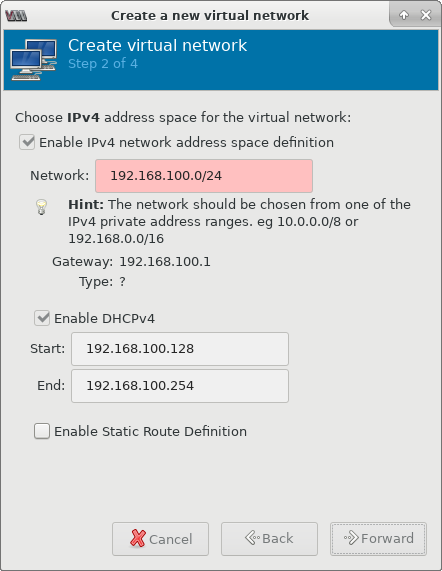 Create a new virtual network
Create virtual network
Step 2 of 4
Choose IPv4 address space for the virtual network:
Enable IPv4 network address space definition
Network: 192.168.100.0/24
Hint: The network should be chosen from one of the
IPv4 private address ranges. eg 10.0.0.0/8 or
192.168.0.0/16
Gateway: 192.168.100.1
Type: ?
Enable DHCPv4
Start: 192.168.100.128
End: 192.168.100.254
Enable Static Route Definition
Cancel Back Forward